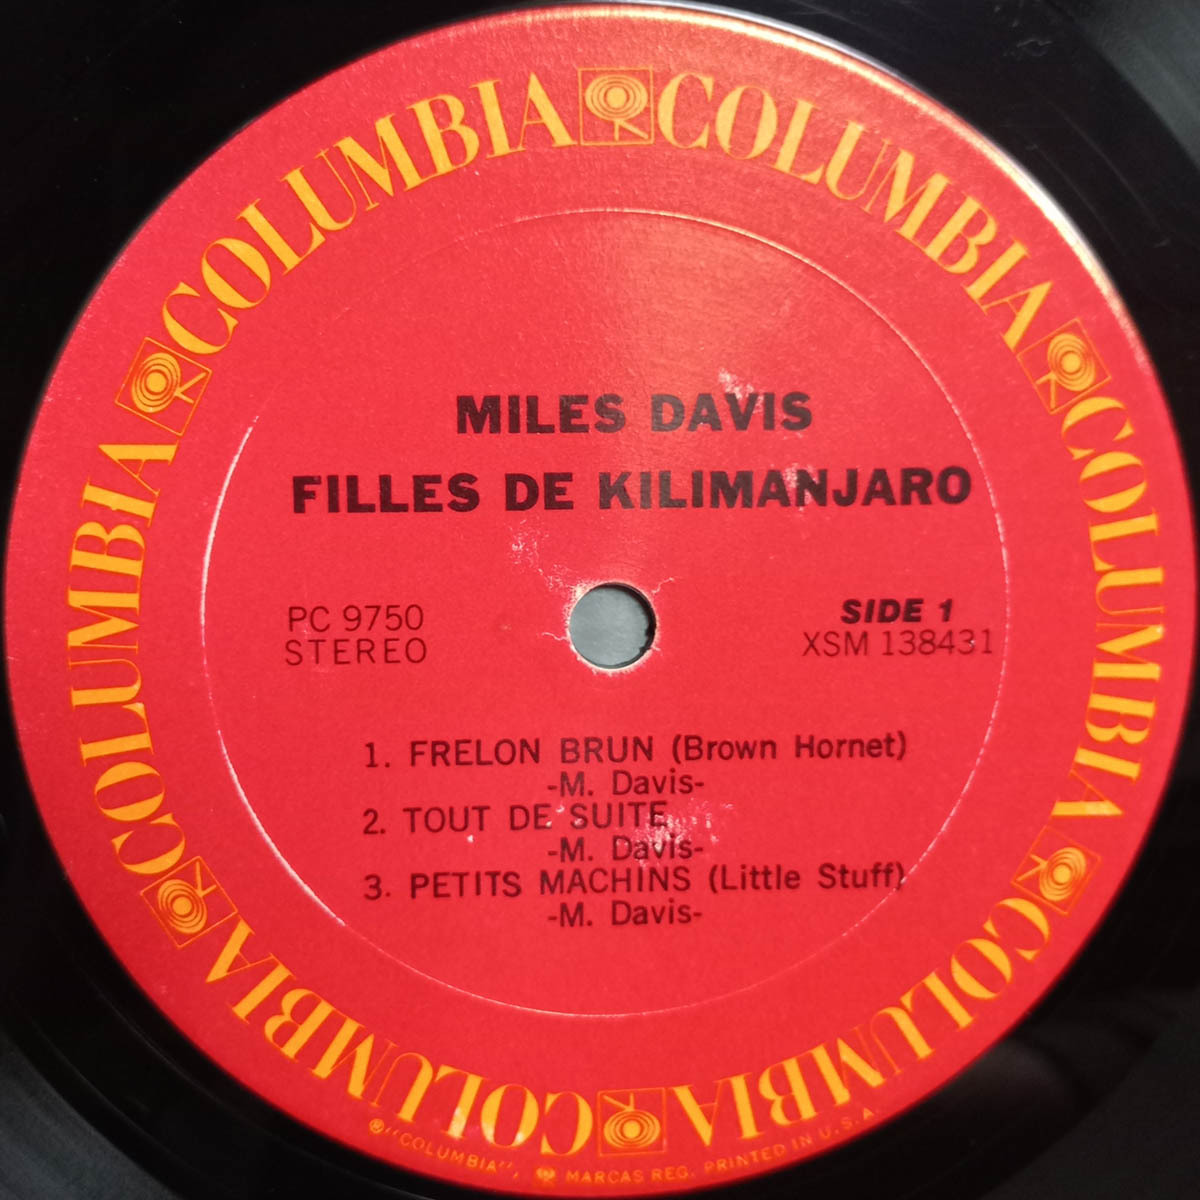 COLUMBIA COLUMBIA COLUMBIA COLUMBIA COLUMBIA COLUMBIA
MILES DAVIS
FILLES DE KILIMANJARO
PC 9750
STEREO
SIDE 1
XSM 138431
1. FRELON BRUN (Brown Hornet)
-M. Davis-
2. TOUT DE SUITE
-M. Davis-
3. PETITS MACHINS (Little Stuff)
-M. Davis-
®"COLUMBIA", MARCAS REG. PRINTED IN U.S.A.